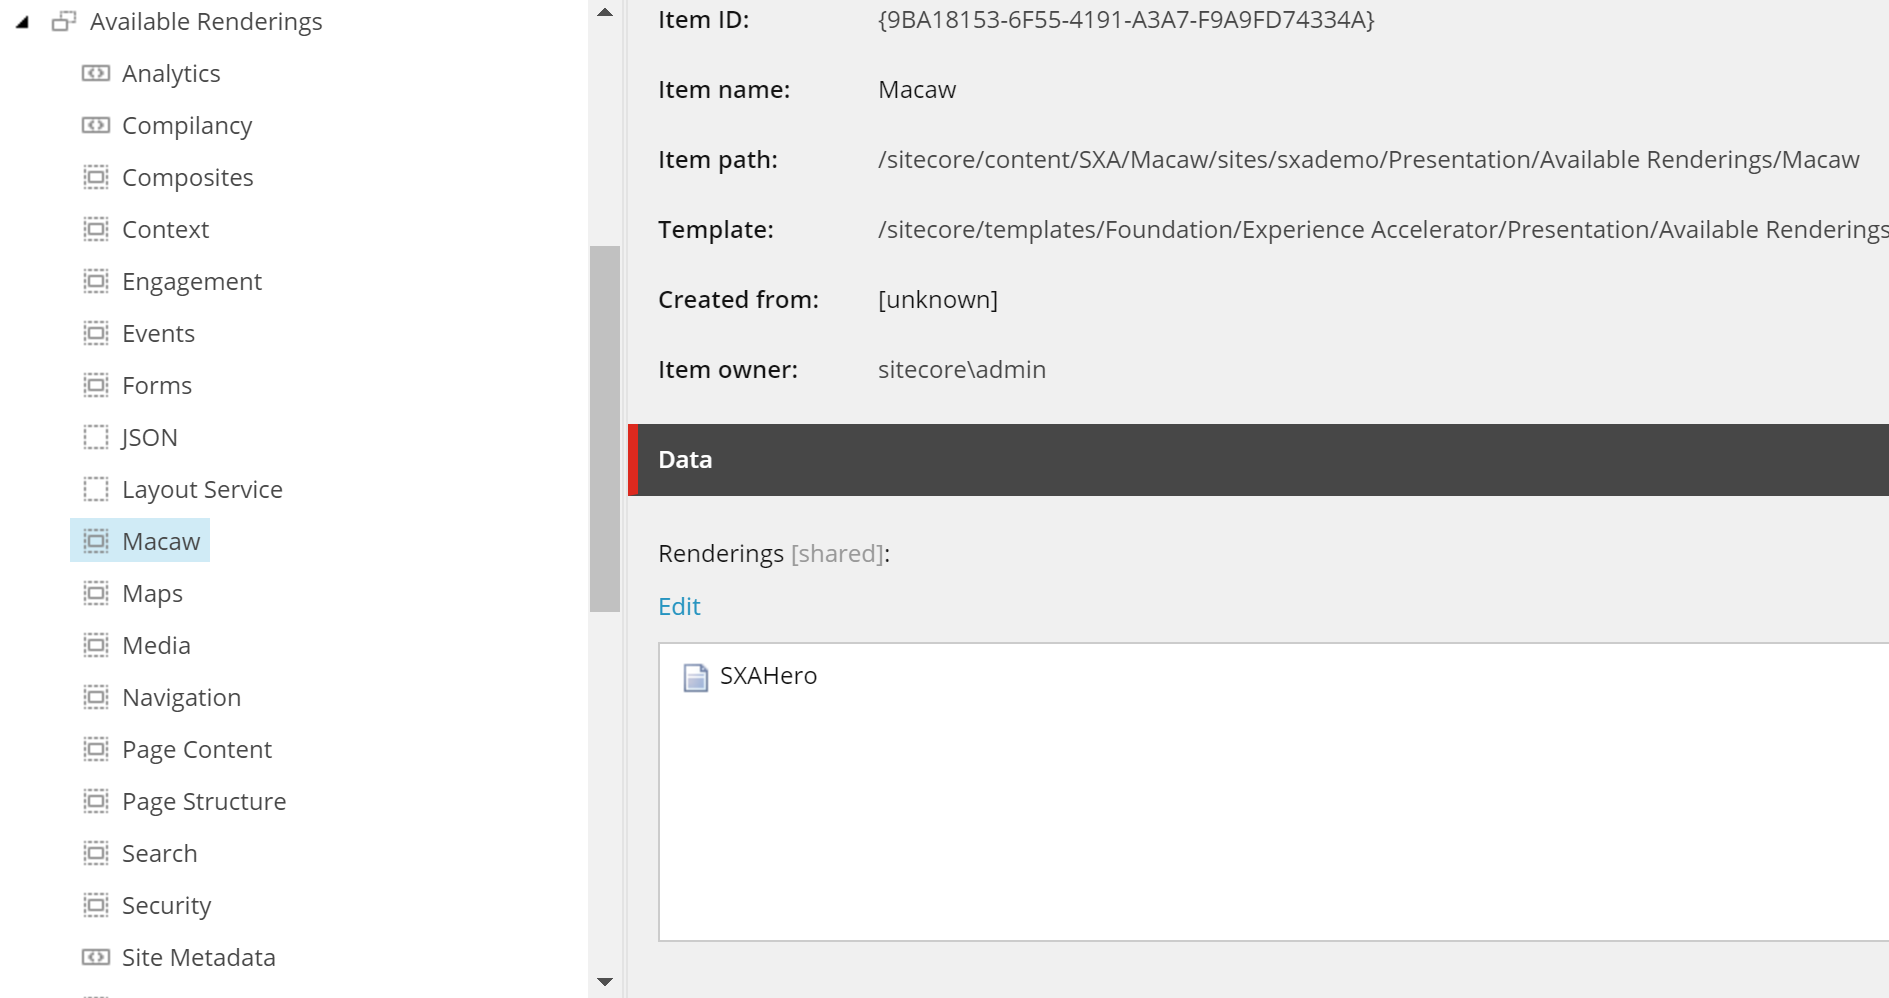 Available Renderings
Analytics
Compilancy
Composites
Context
Engagement
Events
Forms
JSON
Layout Service
Macaw
Maps
Media
Navigation
Page Content
Page Structure
Search
Security
Site Metadata
Item ID: {9BA18153-6F55-4191-A3A7-F9A9FD74334A}
Item name: Macaw
Item path: /sitecore/content/SXA/Macaw/sites/sxademo/Presentation/Available Renderings/Macaw
Template: /sitecore/templates/Foundation/Experience Accelerator/Presentation/Available Renderings
Created from: [unknown]
Item owner: sitecore\admin
Data
Renderings [shared]:
Edit
SXAHero